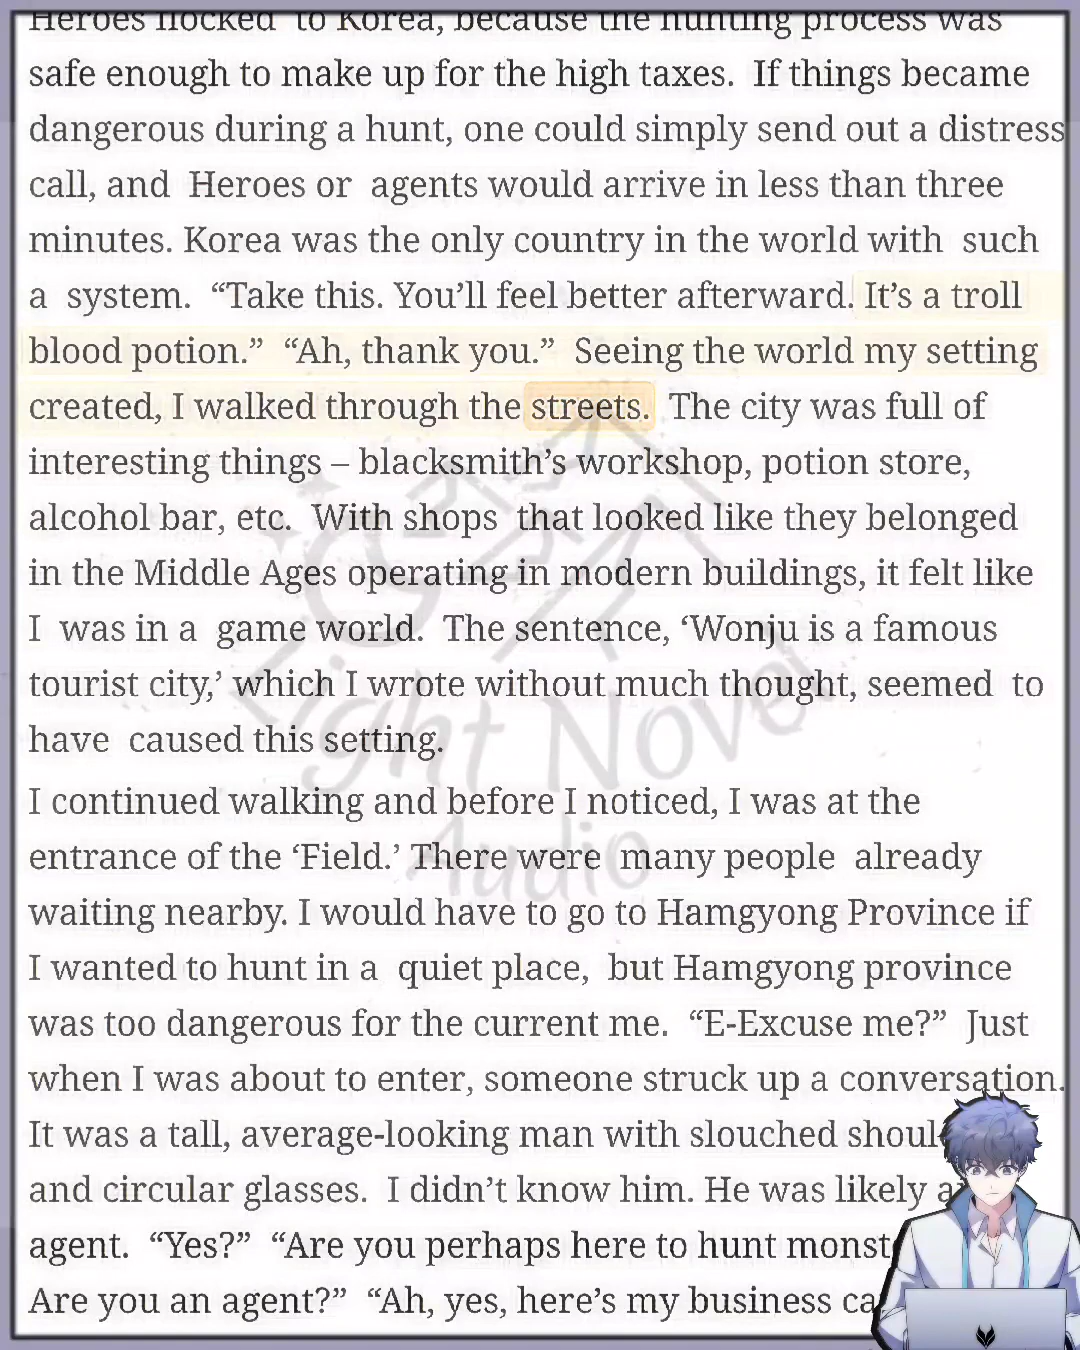 Heroes flocked to Korea, because the hunting process was
safe enough to make up for the high taxes. If things became
dangerous during a hunt, one could simply send out a distress
call, and Heroes or agents would arrive in less than three
minutes. Korea was the only country in the world with such
a system. “Take this. You’ll feel better afterward. It’s a troll
blood potion.” “Ah, thank you.” Seeing the world my setting
created, I walked through the streets. The city was full of
interesting things – blacksmith’s workshop, potion store,
alcohol bar, etc. With shops that looked like they belonged
in the Middle Ages operating in modern buildings, it felt like
I was in a game world. The sentence, ‘Wonju is a famous
tourist city,’ which I wrote without much thought, seemed to
have caused this setting.
I continued walking and before I noticed, I was at the
entrance of the ‘Field.’ There were many people already
waiting nearby. I would have to go to Hamgyong Province if
I wanted to hunt in a quiet place, but Hamgyong province
was too dangerous for the current me. “E-Excuse me?” Just
when I was about to enter, someone struck up a conversation.
It was a tall, average-looking man with slouched shoul
and circular glasses. I didn’t know him. He was likely a
agent. “Yes?” “Are you perhaps here to hunt monst
Are you an agent?” “Ah, yes, here’s my business ca
Light Novel
Audio